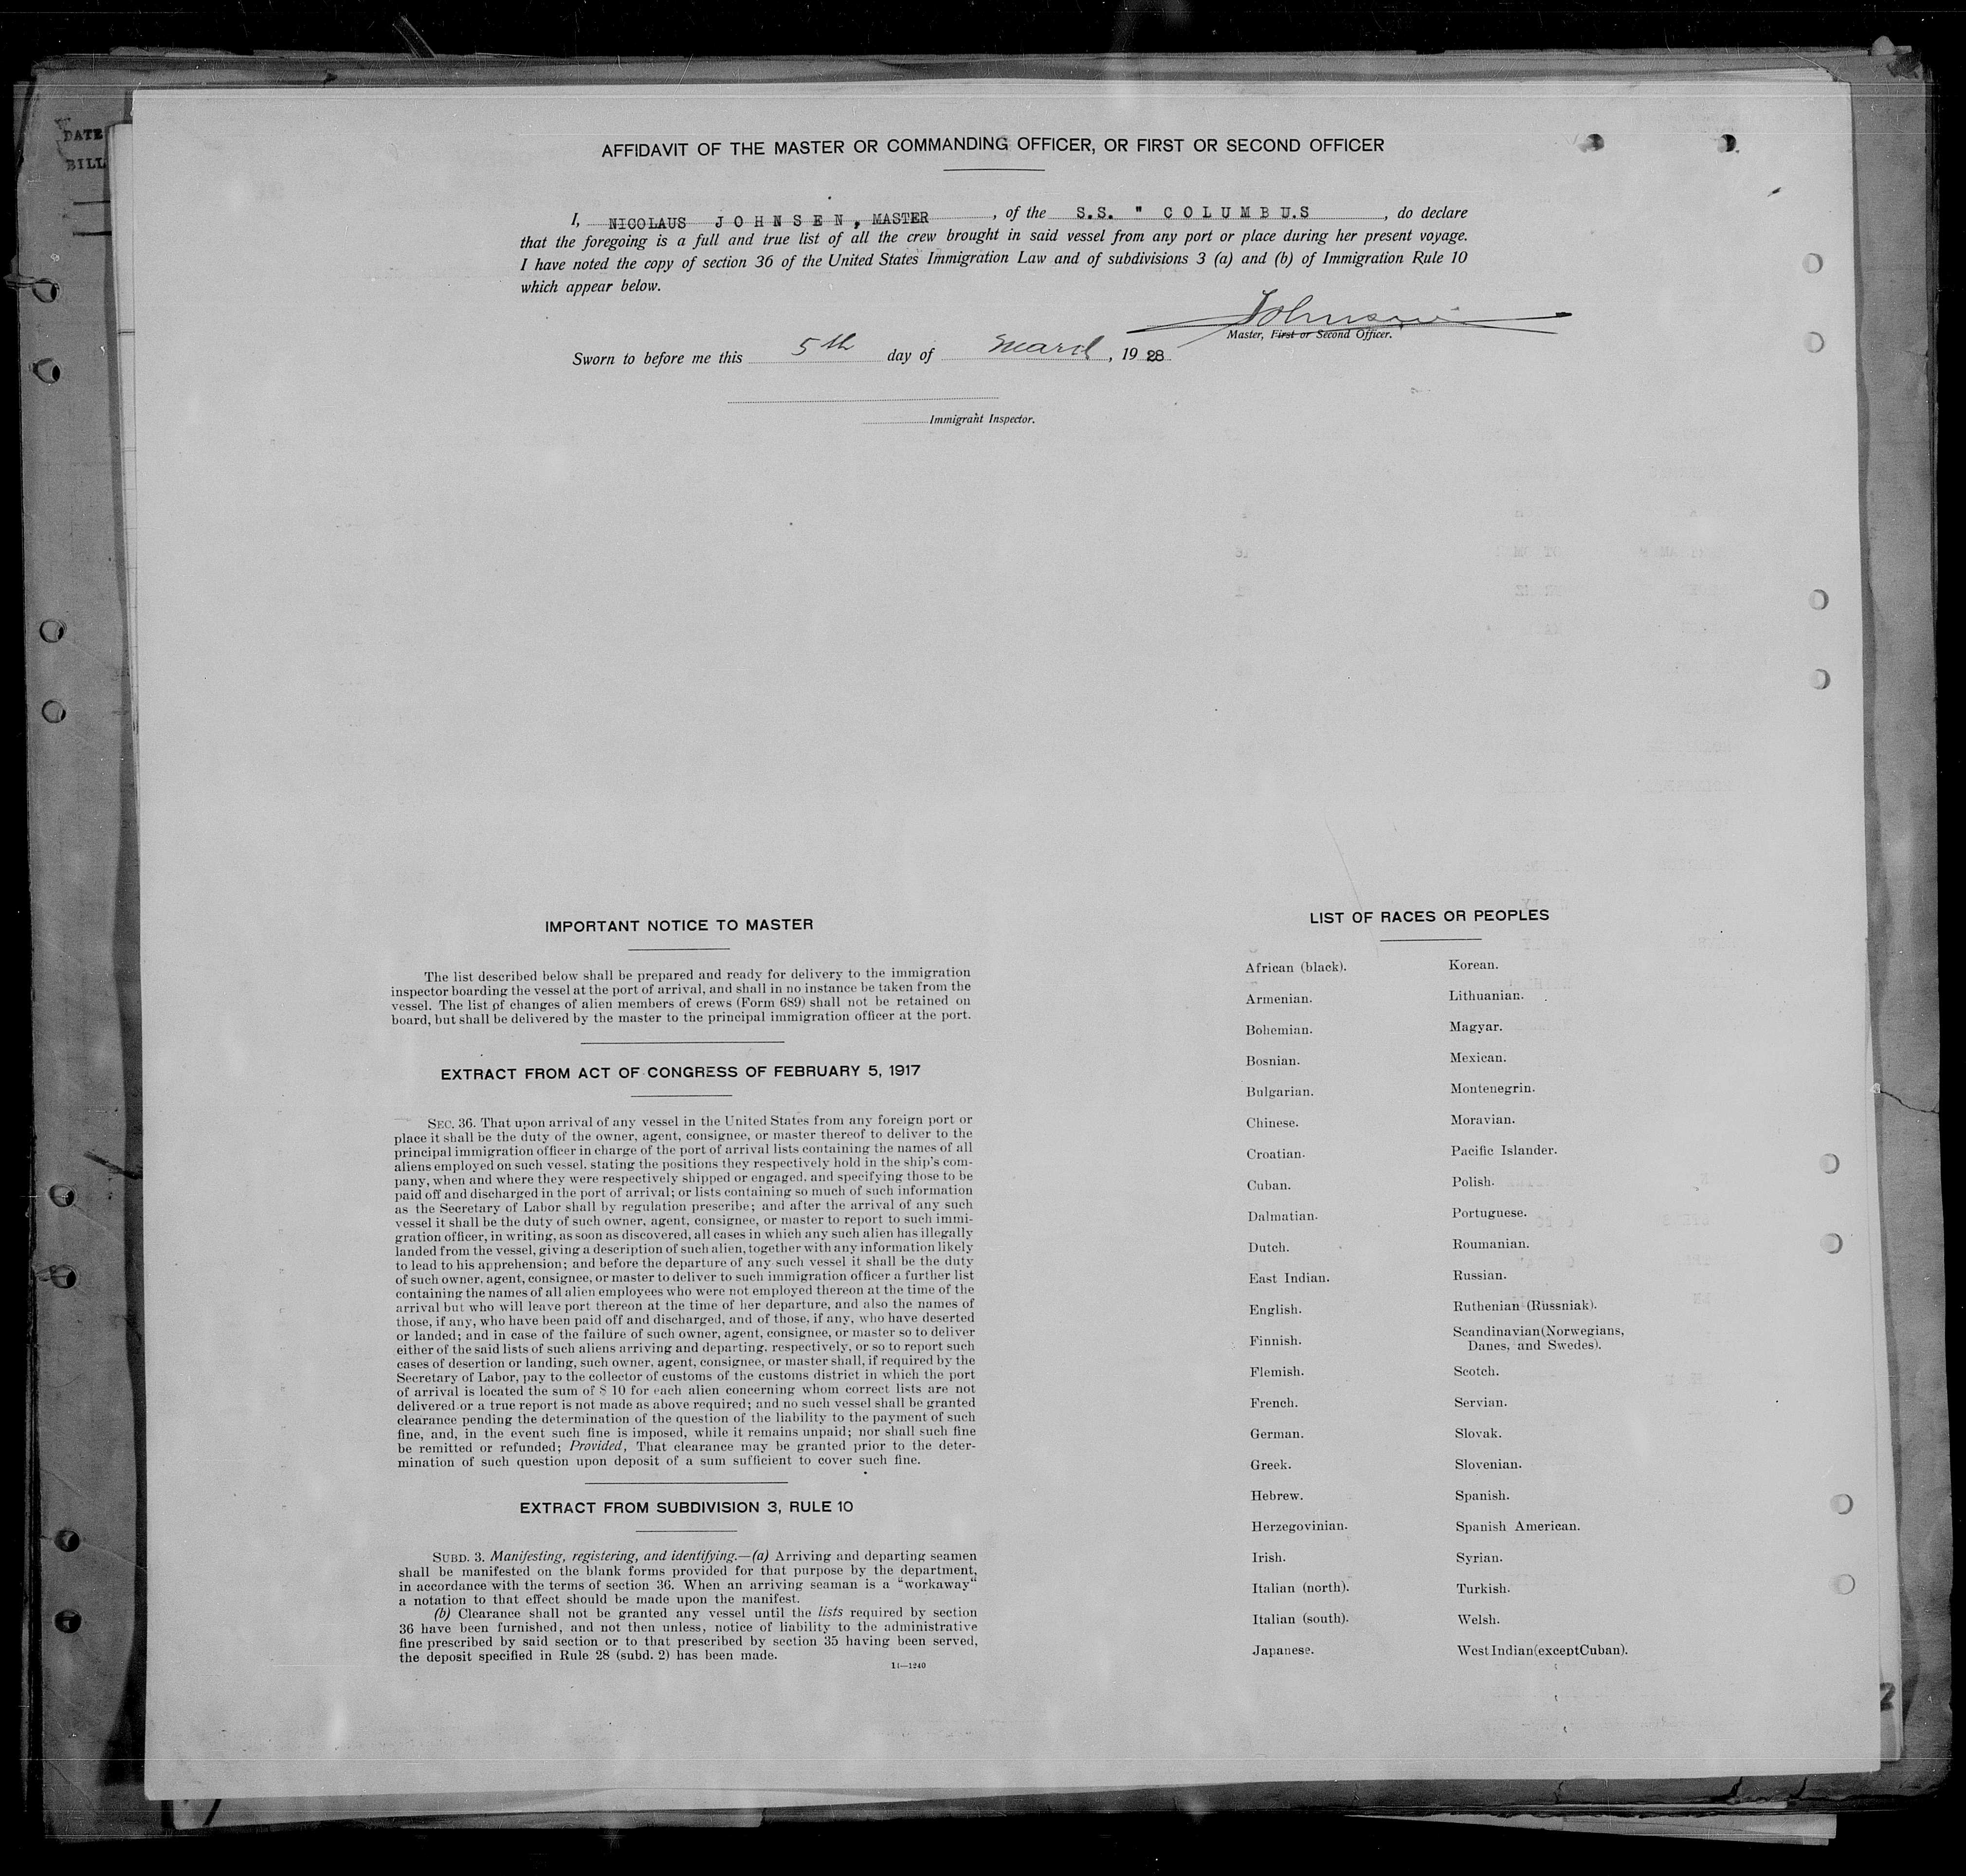 DATE
BILL
AFFIDAVIT OF THE MASTER OR COMMANDING OFFICER, OR FIRST OR SECOND OFFICER
I, NICOLAUS J O H N S E N , MASTER , of the S.S. " C O L U M B U.S , do declare
that the foregoing is a full and true list of all the crew brought in said vessel from any port or place during her present voyage.
I have noted the copy of section 36 of the United States Immigration Law and of subdivisions 3 (a) and (b) of Immigration Rule 10
which appear below.
Johnsen
Master, First or Second Officer.
Sworn to before me this 5th day of March , 19 28
Immigrant Inspector.
IMPORTANT NOTICE TO MASTER
The list described below shall be prepared and ready for delivery to the immigration
inspector boarding the vessel at the port of arrival, and shall in no instance be taken from the
vessel. The list of changes of alien members of crews (Form 689) shall not be retained on
board, but shall be delivered by the master to the principal immigration officer at the port.
EXTRACT FROM ACT OF CONGRESS OF FEBRUARY 5, 1917
SEC. 36. That upon arrival of any vessel in the United States from any foreign port or
place it shall be the duty of the owner, agent, consignee, or master thereof to deliver to the
principal immigration officer in charge of the port of arrival lists containing the names of all
aliens employed on such vessel, stating the positions they respectively hold in the ship's com-
pany, when and where they were respectively shipped or engaged, and specifying those to be
paid off and discharged in the port of arrival; or lists containing so much of such information
as the Secretary of Labor shall by regulation prescribe; and after the arrival of any such
vessel it shall be the duty of such owner, agent, consignee, or master to report to such immi-
gration officer, in writing, as soon as discovered, all cases in which any such alien has illegally
landed from the vessel, giving a description of such alien, together with any information likely
to lead to his apprehension; and before the departure of any such vessel it shall be the duty
of such owner, agent, consignee, or master to deliver to such immigration officer a further list
containing the names of all alien employees who were not employed thereon at the time of the
arrival but who will leave port thereon at the time of her departure, and also the names of
those, if any, who have been paid off and discharged, and of those, if any, who have deserted
or landed; and in case of the failure of such owner, agent, consignee, or master so to deliver
either of the said lists of such aliens arriving and departing, respectively, or so to report such
cases of desertion or landing, such owner, agent, consignee, or master shall, if required by the
Secretary of Labor, pay to the collector of customs of the customs district in which the port
of arrival is located the sum of $ 10 for each alien concerning whom correct lists are not
delivered or a true report is not made as above required; and no such vessel shall be granted
clearance pending the determination of the question of the liability to the payment of such
fine, and, in the event such fine is imposed, while it remains unpaid; nor shall such fine
be remitted or refunded; Provided, That clearance may be granted prior to the deter-
mination of such question upon deposit of a sum sufficient to cover such fine.
EXTRACT FROM SUBDIVISION 3, RULE 10
SUBD. 3. Manifesting, registering, and identifying.—(a) Arriving and departing seamen
shall be manifested on the blank forms provided for that purpose by the department,
in accordance with the terms of section 36. When an arriving seaman is a “workaway“
a notation to that effect should be made upon the manifest.
(b) Clearance shall not be granted any vessel until the lists required by section
36 have been furnished, and not then unless, notice of liability to the administrative
fine prescribed by said section or to that prescribed by section 35 having been served,
the deposit specified in Rule 28 (subd. 2) has been made.
11—1240
LIST OF RACES OR PEOPLES
African (black).
Armenian.
Bohemian.
Bosnian.
Bulgarian.
Chinese.
Croatian.
Cuban.
Dalmatian.
Dutch.
East Indian.
English.
Finnish.
Flemish.
French.
German.
Greek.
Hebrew.
Herzegovinian.
Irish.
Italian (north).
Italian (south).
Japanese.
Korean.
Lithuanian.
Magyar.
Mexican.
Montenegrin.
Moravian.
Pacific Islander.
Polish.
Portuguese.
Roumanian.
Russian.
Ruthenian (Russniak).
Scandinavian(Norwegians,
Danes, and Swedes).
Scotch.
Servian.
Slovak.
Slovenian.
Spanish.
Spanish American.
Syrian.
Turkish.
Welsh.
West Indian(exceptCuban).
2